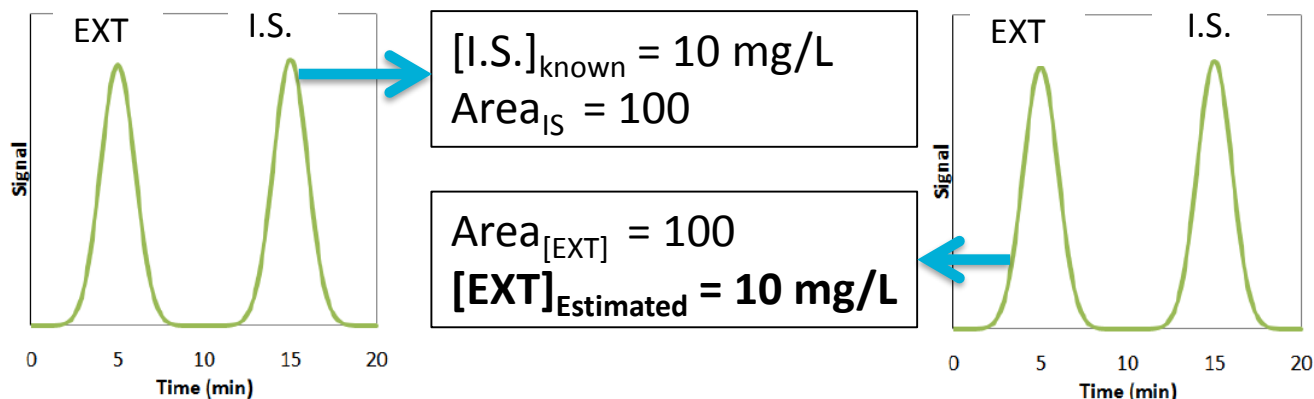 EXT
I.S.
Signal
0 5 10 15 20
Time (min)
[I.S.]known = 10 mg/L
AreaIS = 100
Area[EXT] = 100
[EXT]Estimated = 10 mg/L
EXT
I.S.
Signal
0 5 10 15 20
Time (min)